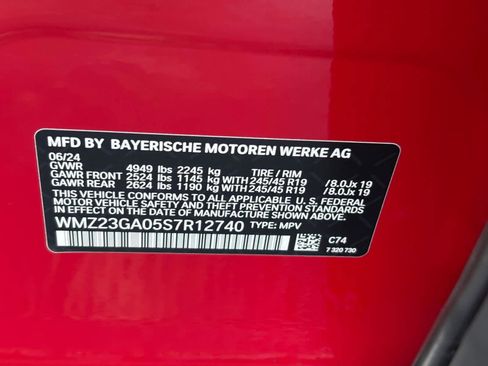 MFD BY BAYERISCHE MOTOREN WERKE AG
06/24
GVWR 4949 lbs 2245 kg TIRE / RIM
GAWR FRONT 2524 lbs 1145 kg WITH 245/45 R19 /8.0Jx 19
GAWR REAR 2624 lbs 1190 kg WITH 245/45 R19 /8.0Jx 19
THIS VEHICLE CONFORMS TO ALL APPLICABLE FEDERAL
MOTOR VEHICLE SAFETY AND THEFT PREVENTION STANDARDS
IN EFFECT ON THE DATE OF MANUFACTURE SHOWN ABOVE.
WMZ23GA05S7R12740 TYPE: MPV
C74
7 320 730